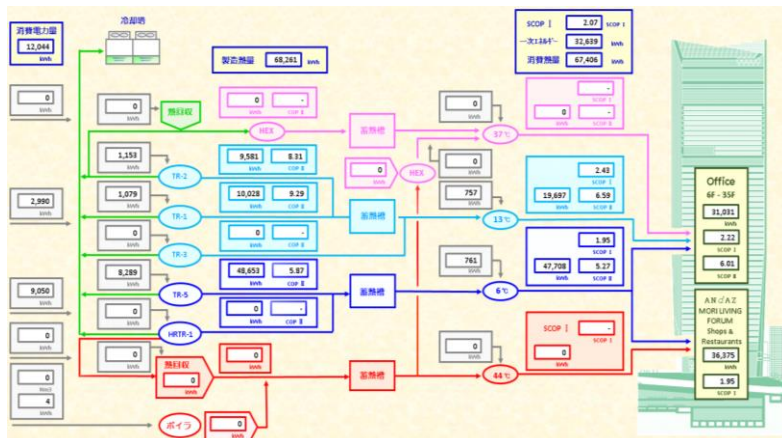 消費電力量
12,044
kWh
冷却塔
製造熱量 68,261 kWh
SCOP Ⅰ 2.07 SCOP Ⅰ
一次エネルギー 32,639 kWh
消費熱量 67,406 kWh
0
kWh
0
kWh
熱回収
0 -
kWh COP Ⅱ
HEX
蓄熱槽
0
kWh
37℃
-
SCOP Ⅰ
0 -
kWh SCOP Ⅱ
1,153
kWh
TR-2
9,581 8.31
kWh COP Ⅱ
0
kWh
HEX
0
kWh
2,990
kWh
1,079
kWh
TR-1
10,028 9.29
kWh COP Ⅱ
蓄熱槽
757
kWh
13℃
2.43
SCOP Ⅰ
19,697 6.59
kWh SCOP Ⅱ
0
kWh
TR-3
0 -
kWh COP Ⅱ
9,050
kWh
8,289
kWh
TR-5
48,653 5.87
kWh COP Ⅱ
蓄熱槽
761
kWh
6℃
1.95
SCOP Ⅰ
47,708 5.27
kWh SCOP Ⅱ
0
kWh
HRTR-1
0 -
kWh COP Ⅱ
0
kWh
0
kWh
熱回収
0
kWh
0
kWh
蓄熱槽
0
kWh
44℃
SCOP Ⅰ -
SCOP Ⅰ
0
kWh
0
4
kWh
ボイラ
0
kWh
Office
6F - 35F
31,031
kWh
2.22
SCOP Ⅰ
6.01
SCOP Ⅱ
ANdAZ
MORI LIVING
FORUM
Shops &
Restaurants
36,375
kWh
1.95
SCOP Ⅰ